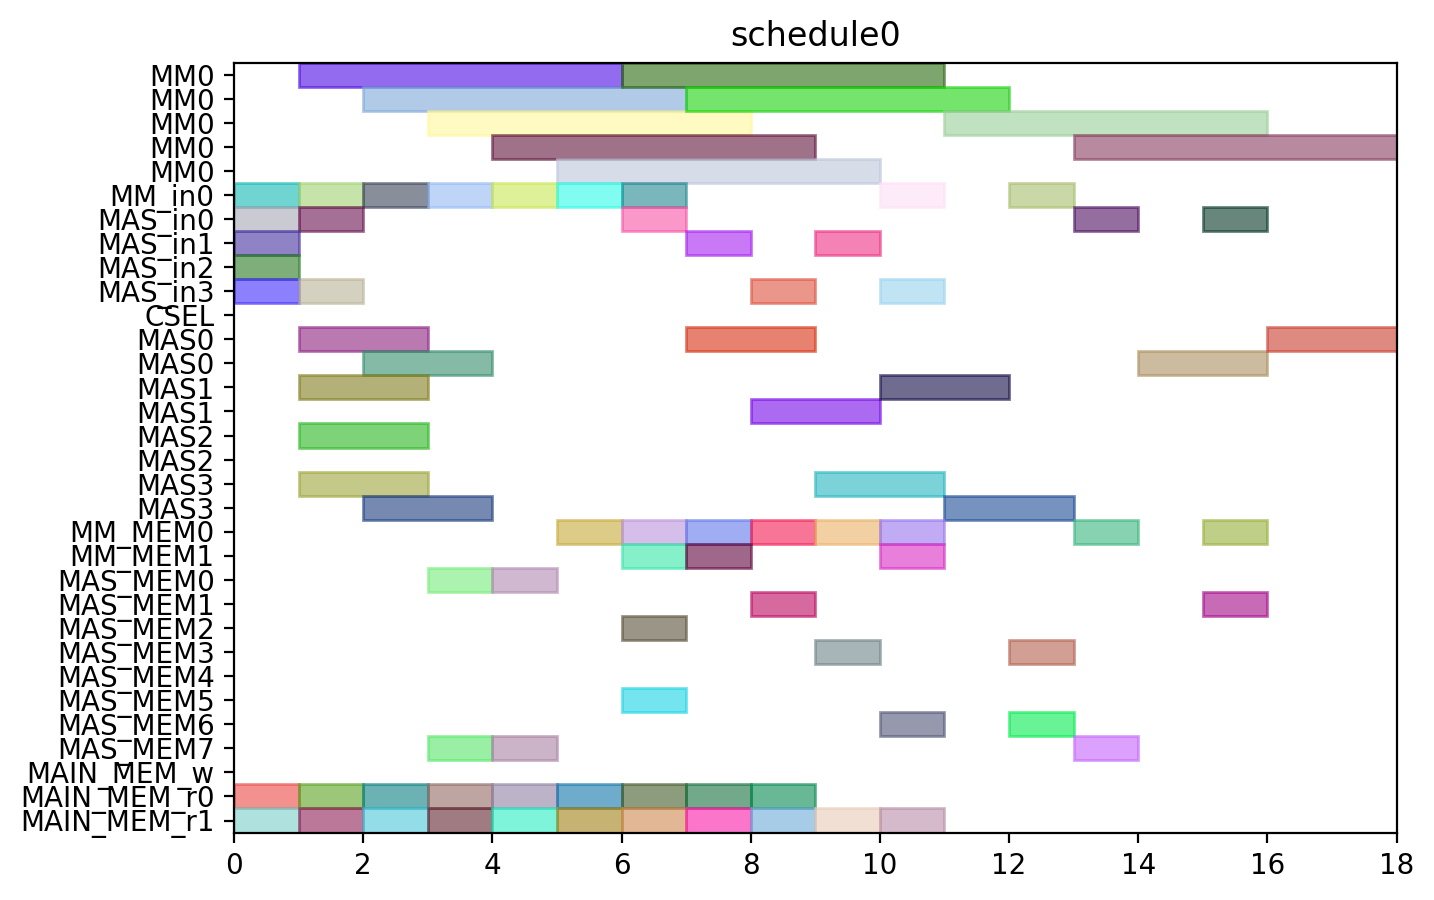 schedule0
MM0
MM0
MM0
MM0
MM0
MM_in0
MAS_in0
MAS_in1
MAS_in2
MAS_in3
CSEL
MAS0
MAS0
MAS1
MAS1
MAS2
MAS2
MAS3
MAS3
MM_MEM0
MM_MEM1
MAS_MEM0
MAS_MEM1
MAS_MEM2
MAS_MEM3
MAS_MEM4
MAS_MEM5
MAS_MEM6
MAS_MEM7
MAIN_MEM_w
MAIN_MEM_r0
MAIN_MEM_r1
0 2 4 6 8 10 12 14 16 18